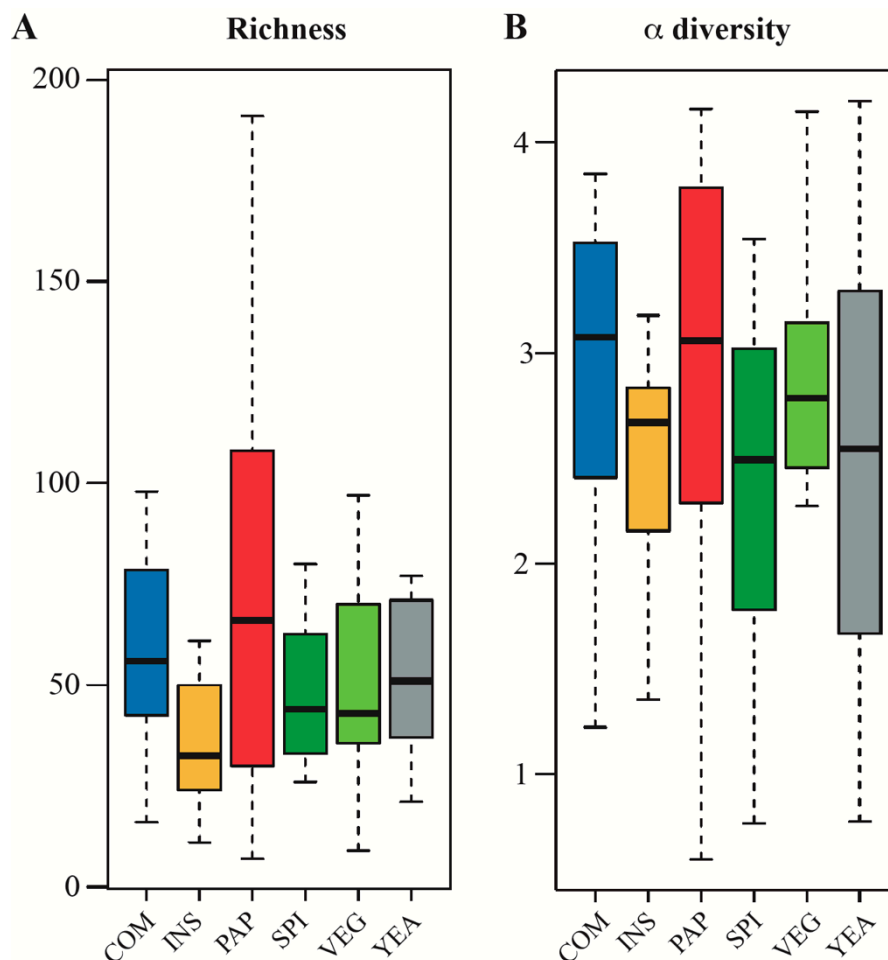 A Richness
200
150
100
50
0
COM INS PAP SPI VEG YEA
B α diversity
4
3
2
1
COM INS PAP SPI VEG YEA